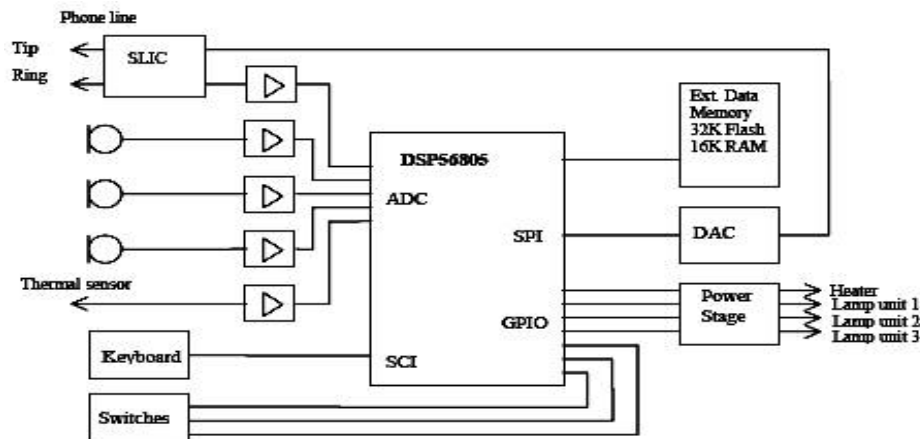 Phone line
Tip
SLIC
Ring
Ext. Data
Memory
32K Flash
16K RAM
DSP56805
ADC
SPI
DAC
Thermal sensor
Power
Stage
Heater
Lamp unit 1
Lamp unit 2
Lamp unit 3
GPIO
Keyboard
SCI
Switches